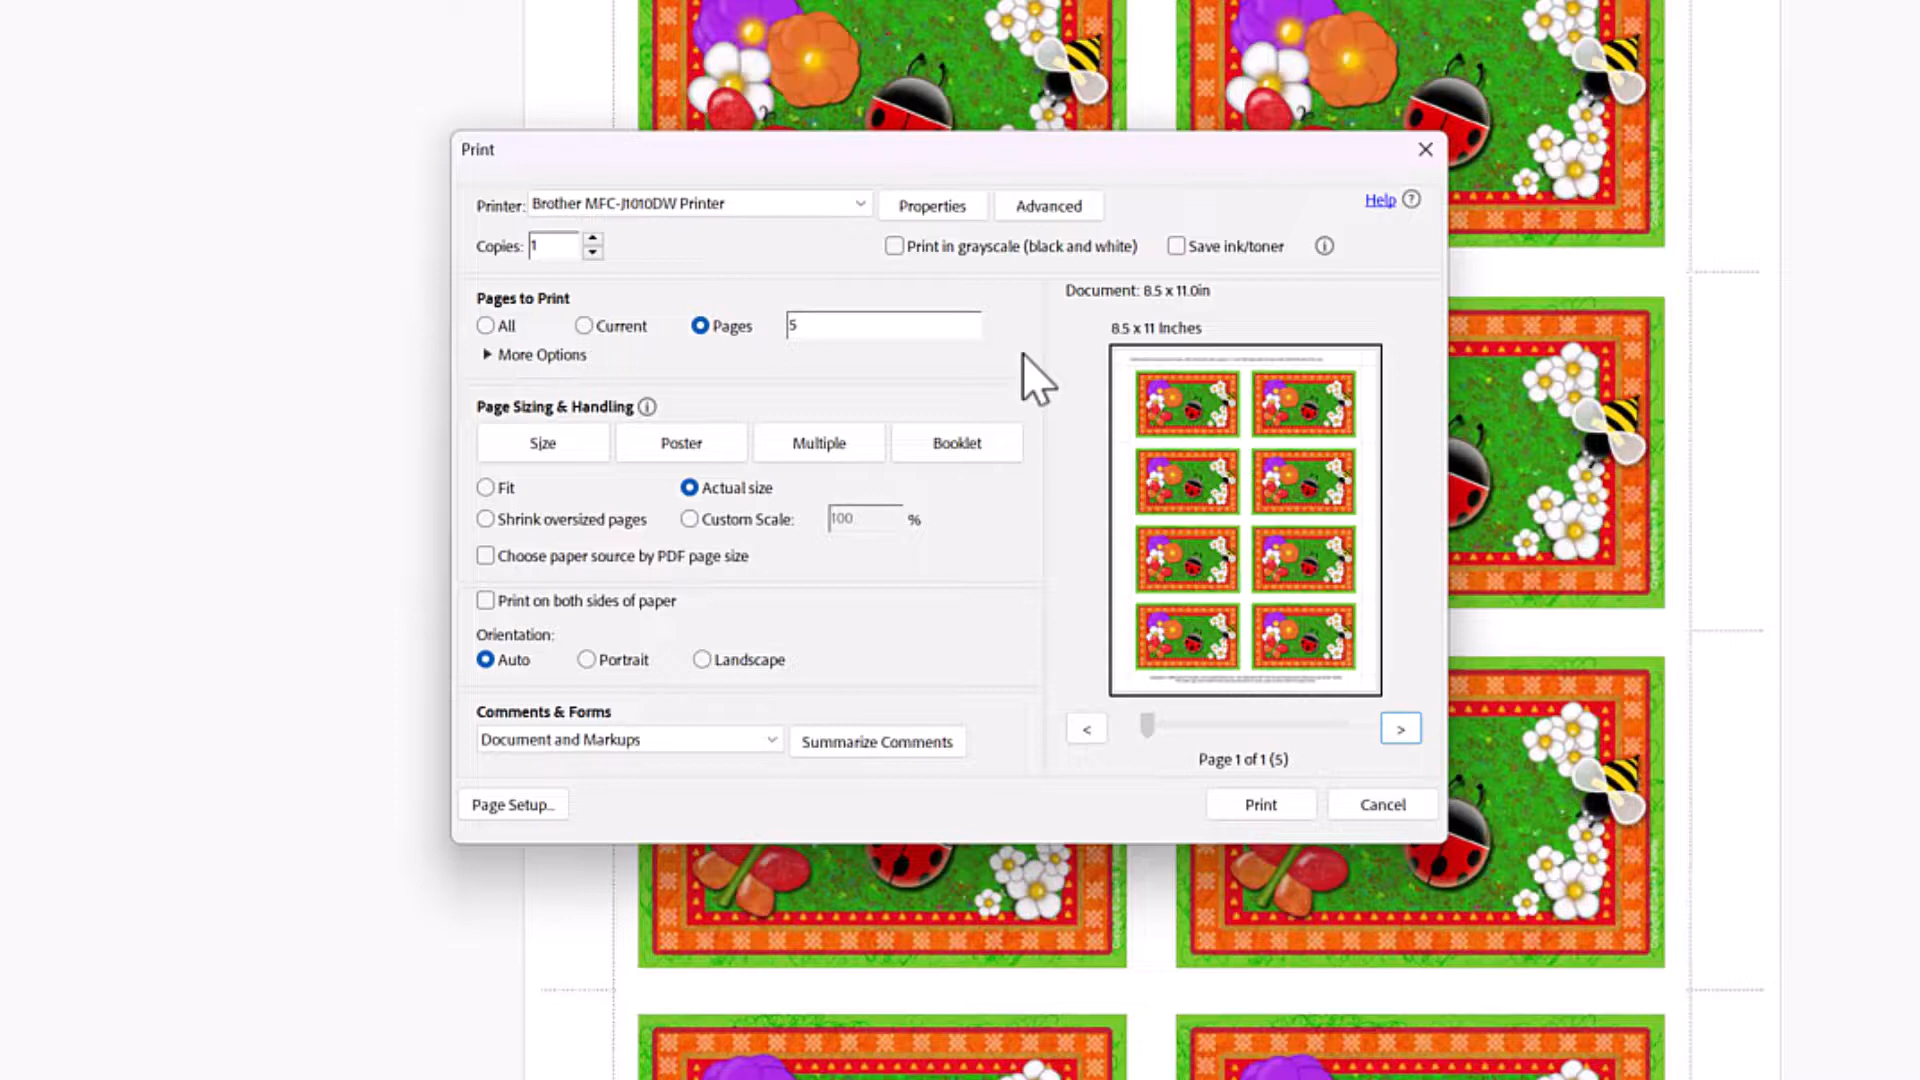 Print
Printer: Brother MFC-J1010DW Printer Properties Advanced Help
Copies: 1 Print in grayscale (black and white) Save ink/toner
Pages to Print
All Current Pages 5
More Options
Document: 8.5 x 11.0in
8.5 x 11 Inches
Page Sizing & Handling
Size Poster Multiple Booklet
Fit Actual size
Shrink oversized pages Custom Scale: 100 %
Choose paper source by PDF page size
Print on both sides of paper
Orientation:
Auto Portrait Landscape
Comments & Forms
Document and Markups Summarize Comments
< >
Page 1 of 1 (5)
Page Setup... Print Cancel